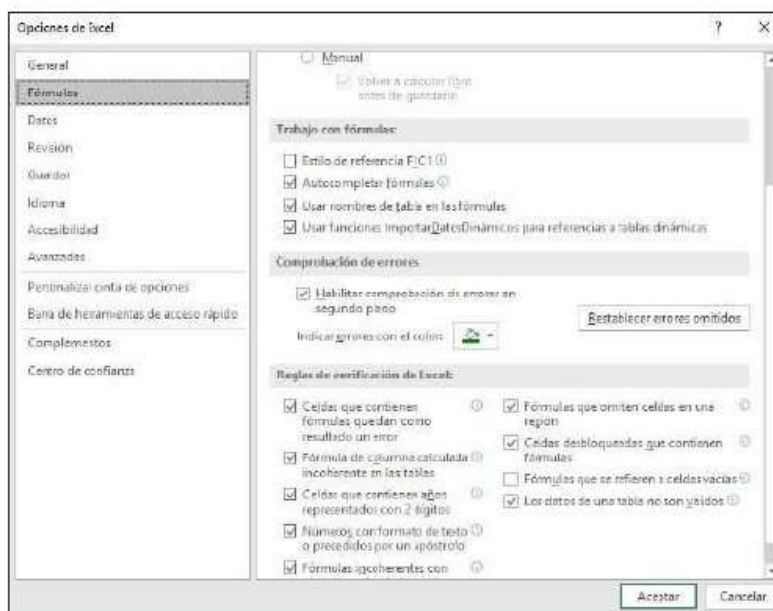 Opciones de Excel
?
General
Fórmulas
Datos
Revisión
Guardar
Idioma
Accesibilidad
Avanzadas
Personalizar cinta de opciones
Barra de herramientas de acceso rápido
Complementos
Centro de confianza
Manual
Volver a calcular libro
antes de guardarlo
Trabajo con fórmulas
Estilo de referencia F1C1
Autocompletar fórmulas
Usar nombres de tabla en las fórmulas
Usar funciones ImportarDatosDinámicos para referencias a tablas dinámicas
Comprobación de errores
Habilitar comprobación de errores en
segundo plano
Indicar errores con el color:
Restablecer errores omitidos
Reglas de verificación de Excel:
Celdas que contienen
fórmulas que dan como
resultado un error
Fórmula de columna calculada
incoherente en las tablas
Celdas que contienen años
representados con 2 dígitos
Números con formato de texto
o precedidos por un apóstrofo
Fórmulas incoherentes con
Fórmulas que omiten celdas en una
región
Celdas desbloqueadas que contienen
fórmulas
Fórmulas que se refieren a celdas vacías
Los datos de una tabla no son válidos
Aceptar
Cancelar